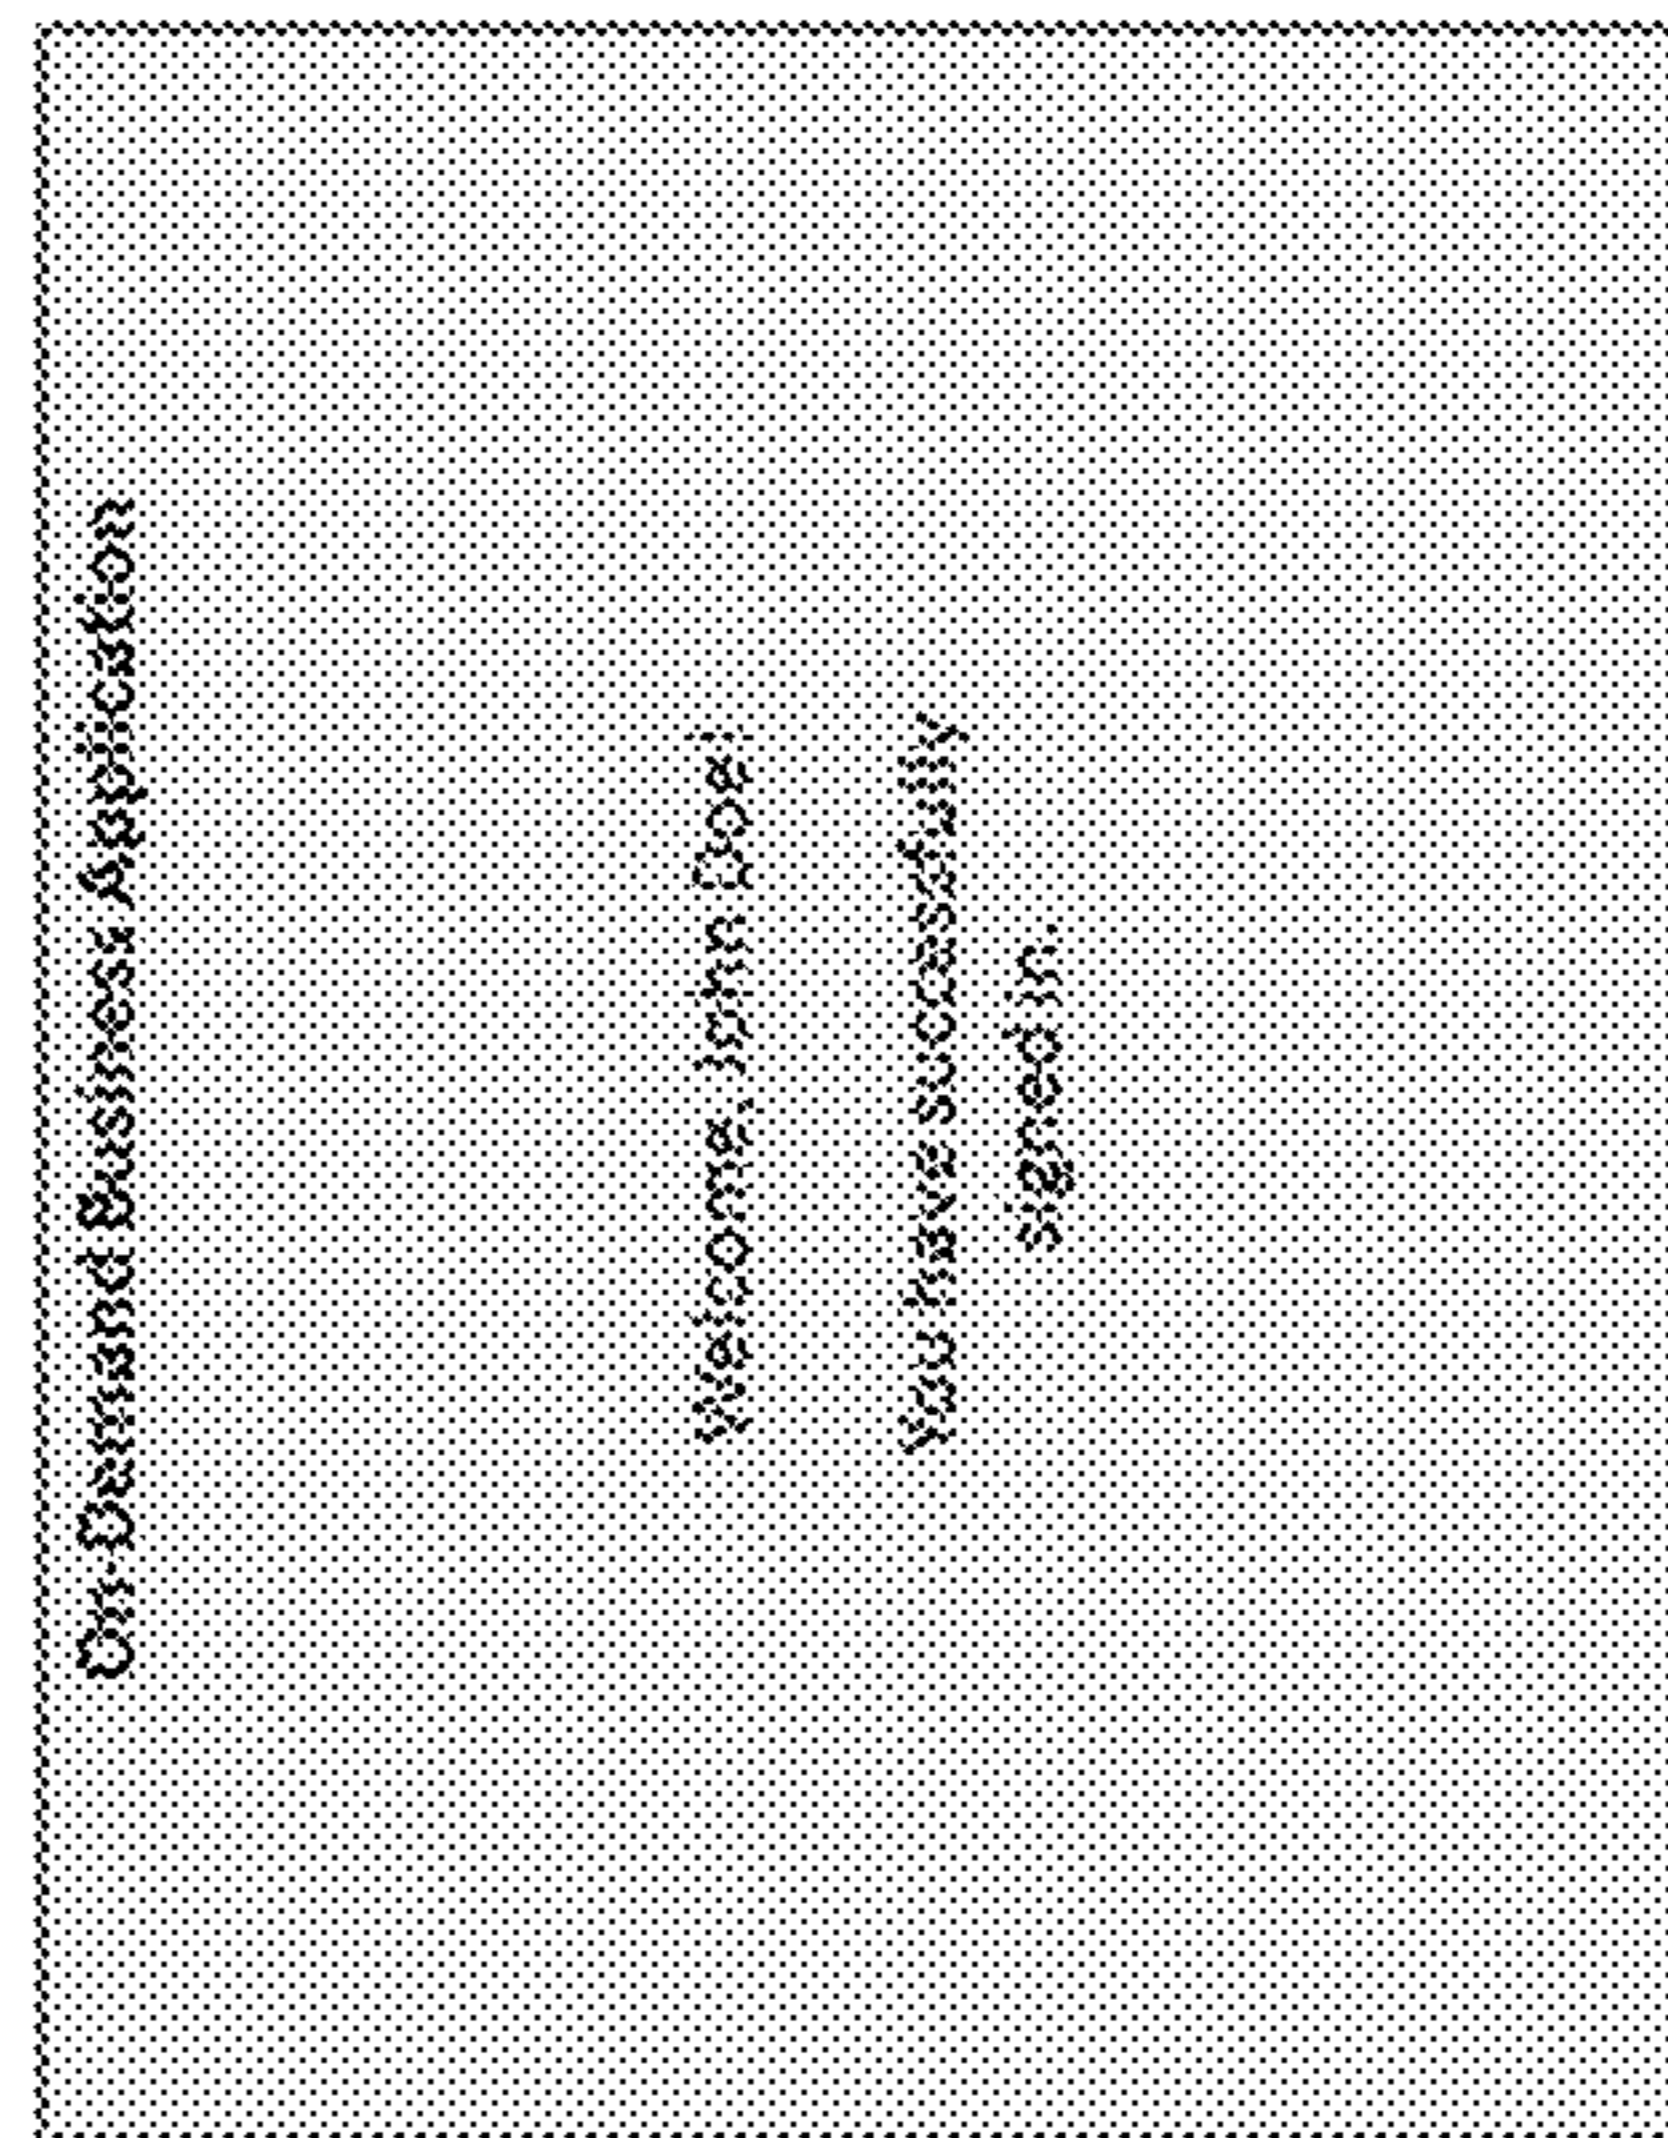 On-Demand Business Application
Welcome, John Doe!
You have successfully
signed in.